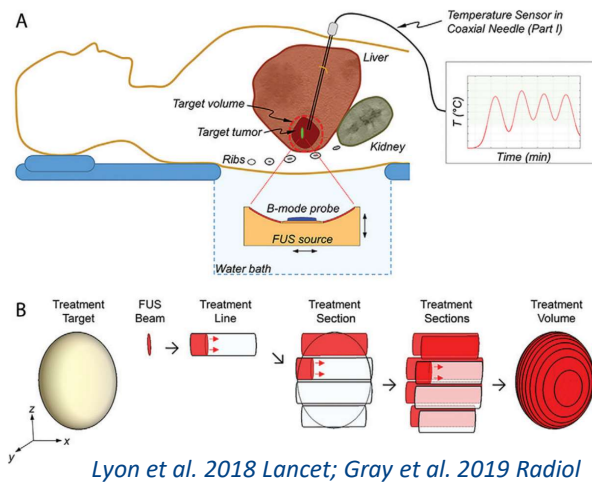 A
Temperature Sensor in
Coaxial Needle (Part I)
Liver
Target volume
Target tumor
Kidney
Ribs
T (°C)
Time (min)
B-mode probe
FUS source
Water bath
B
Treatment
Target
FUS
Beam
Treatment
Line
Treatment
Section
Treatment
Sections
Treatment
Volume
z
x
y
Lyon et al. 2018 Lancet; Gray et al. 2019 Radiol